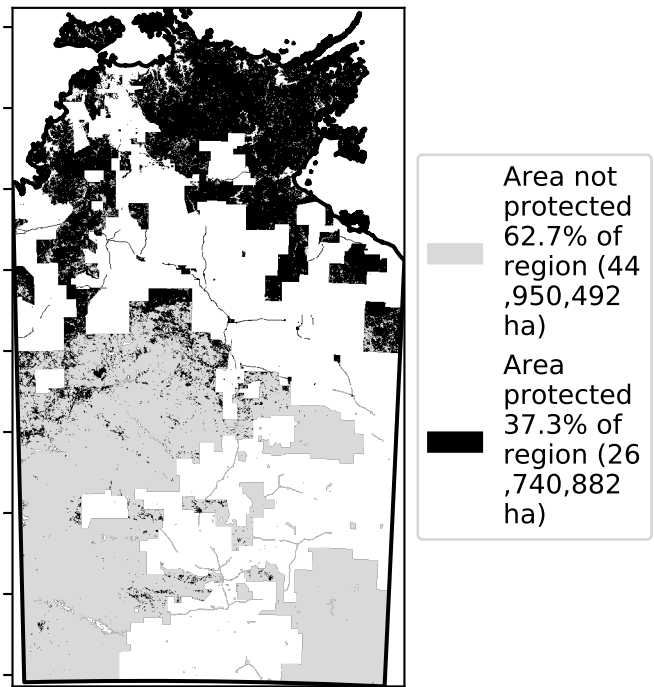 Area not
protected
62.7% of
region (44
,950,492
ha)
Area
protected
37.3% of
region (26
,740,882
ha)